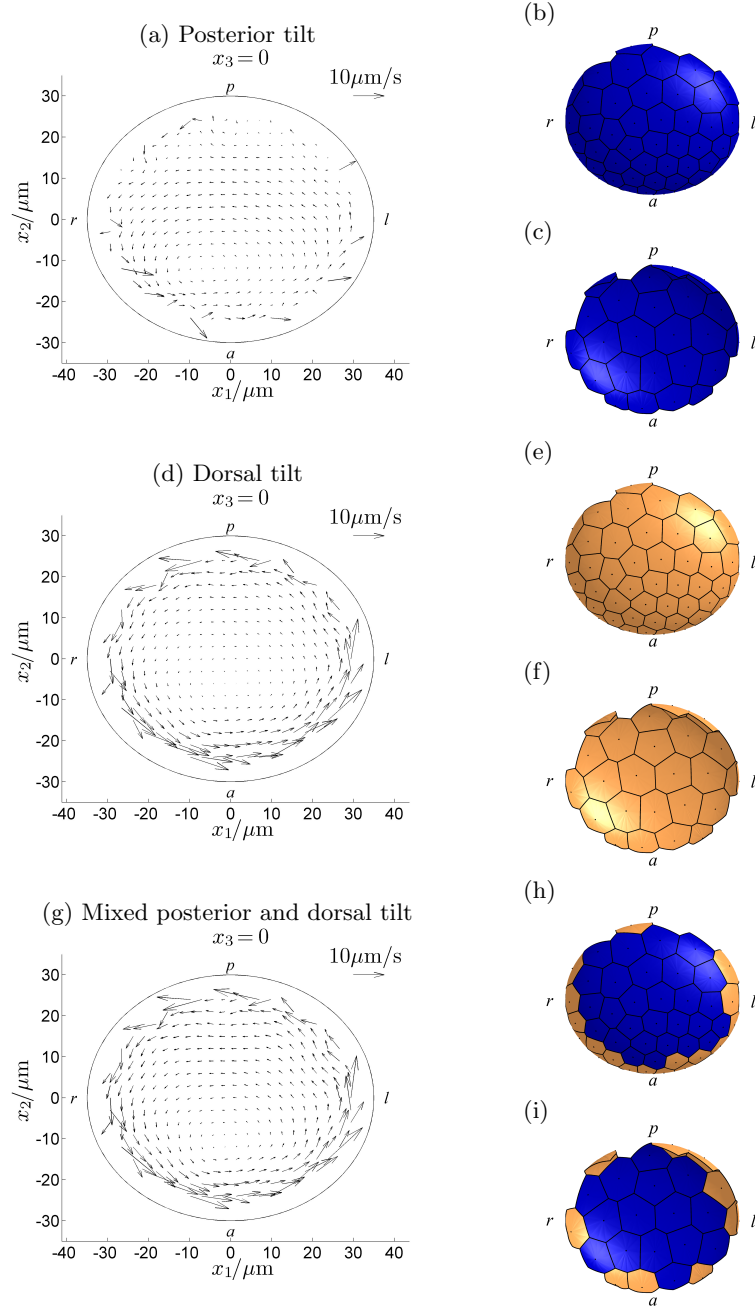 (a) Posterior tilt
x₃=0
10μm/s
p
30
20
10
0
-10
-20
-30
x₂/μm
r
l
a
-40 -30 -20 -10 0 10 20 30 40
x₁/μm
(b)
p
r
l
a
(c)
p
r
l
a
(d) Dorsal tilt
x₃=0
10μm/s
p
30
20
10
0
-10
-20
-30
x₂/μm
r
l
a
-40 -30 -20 -10 0 10 20 30 40
x₁/μm
(e)
p
r
l
a
(f)
p
r
l
a
(g) Mixed posterior and dorsal tilt
x₃=0
10μm/s
p
30
20
10
0
-10
-20
-30
x₂/μm
r
l
a
-40 -30 -20 -10 0 10 20 30 40
x₁/μm
(h)
p
r
l
a
(i)
p
r
l
a